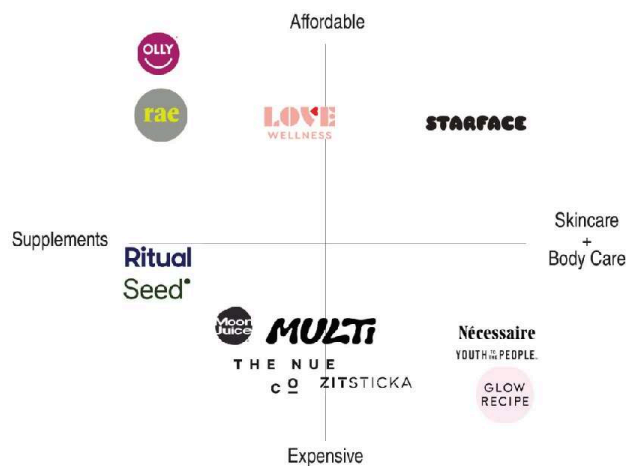 Affordable
OLLY
rae
LOVE
WELLNESS
STARFACE
Supplements
Skincare
+
Body Care
Ritual
Seed
Moon
Juice
MULTi
THE NUE
CO
ZITSTICKA
Nécessaire
YOUTH TO THE PEOPLE.
GLOW
RECIPE
Expensive